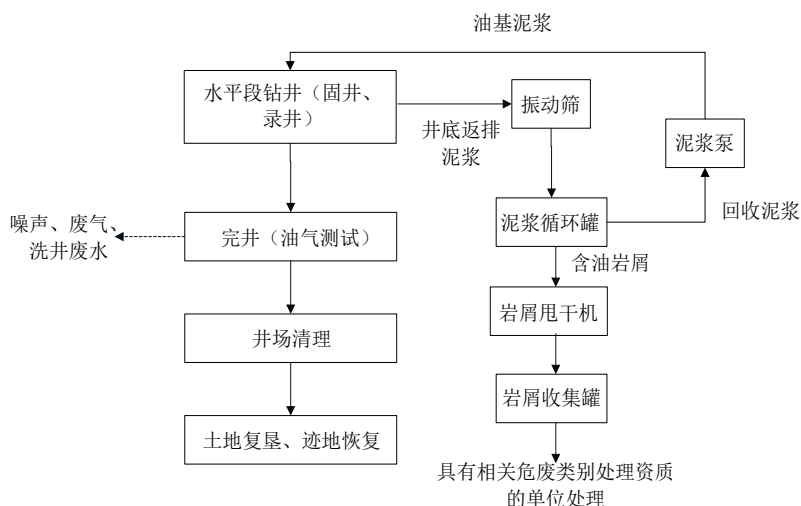 油基泥浆
水平段钻井（固井、
录井）
井底返排
泥浆
振动筛
泥浆泵
噪声、废气、
洗井废水
完井（油气测试）
泥浆循环罐
回收泥浆
含油岩屑
井场清理
岩屑甩干机
岩屑收集罐
土地复垦、迹地恢复
具有相关危废类别处理资质
的单位处理